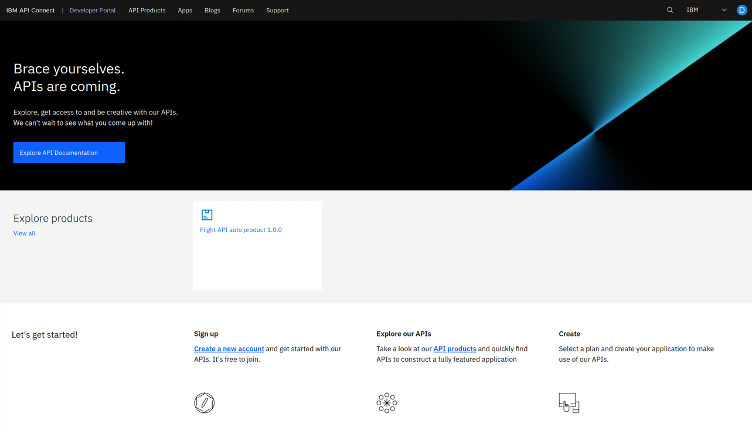 IBM API Connect | Developer Portal API Products Apps Blogs Forums Support IBM D
Brace yourselves.
APIs are coming.
Explore, get access to and be creative with our APIs.
We can't wait to see what you come up with!
Explore API Documentation
Explore products
View all
Flight API auto product 1.0.0
Let's get started!
Sign up
Create a new account and get started with our
APIs. It's free to join.
Explore our APIs
Take a look at our API products and quickly find
APIs to construct a fully featured application
Create
Select a plan and create your application to make
use of our APIs.